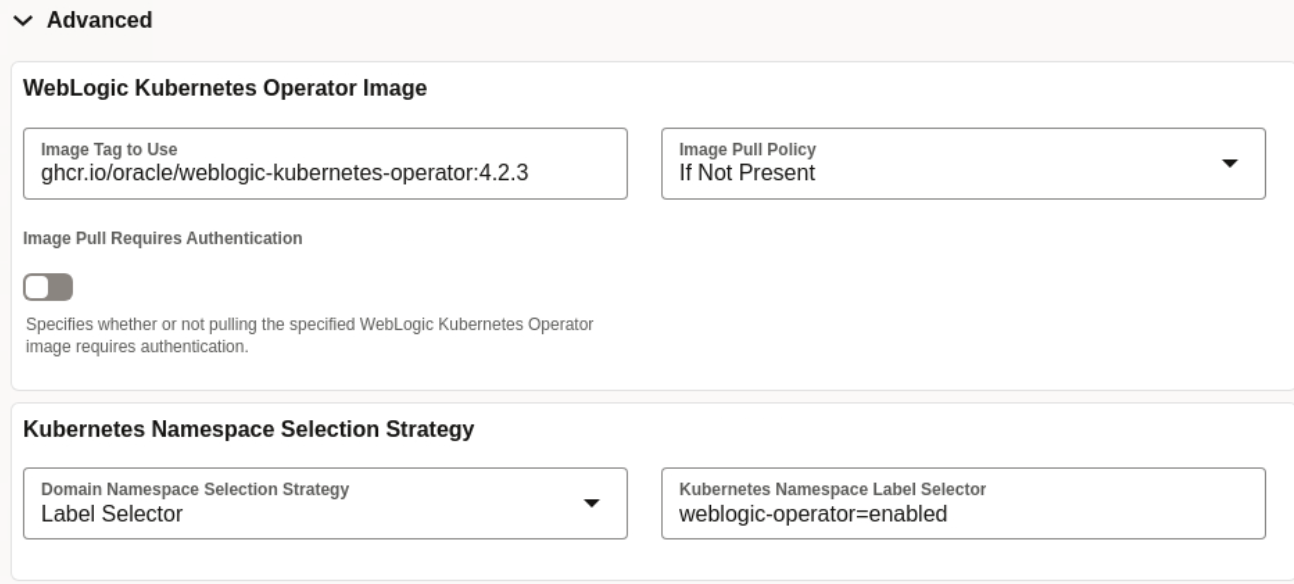 Advanced
WebLogic Kubernetes Operator Image
Image Tag to Use
ghcr.io/oracle/weblogic-kubernetes-operator:4.2.3
Image Pull Policy
If Not Present
Image Pull Requires Authentication
Specifies whether or not pulling the specified WebLogic Kubernetes Operator
image requires authentication.
Kubernetes Namespace Selection Strategy
Domain Namespace Selection Strategy
Label Selector
Kubernetes Namespace Label Selector
weblogic-operator=enabled